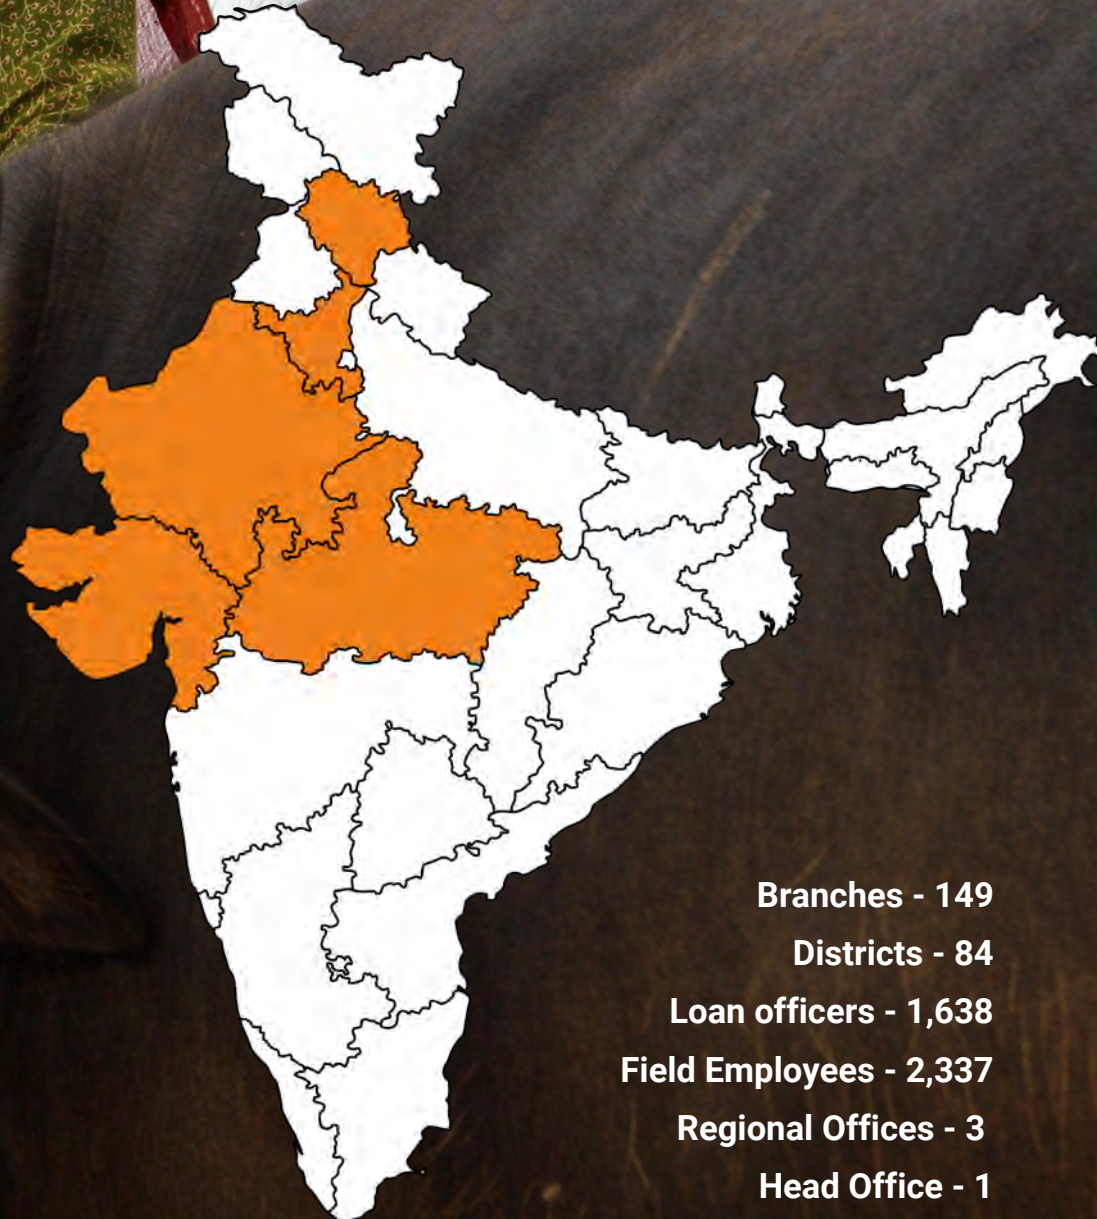 Branches - 149
Districts - 84
Loan officers - 1,638
Field Employees - 2,337
Regional Offices - 3
Head Office - 1